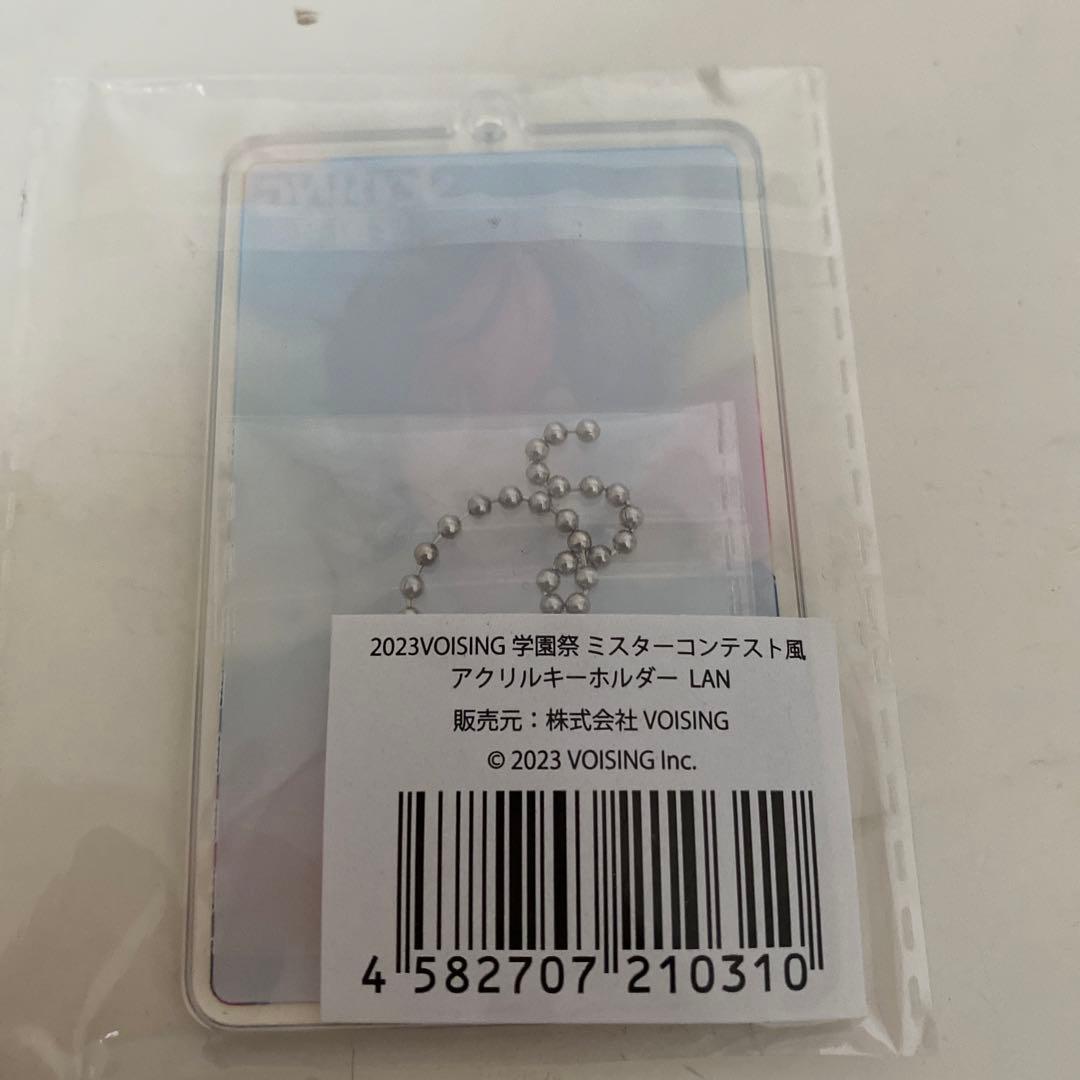 2023VOISING 学園祭 ミスターコンテスト風
アクリルキーホルダー LAN
販売元：株式会社 VOISING
© 2023 VOISING Inc.
4 582707 210310